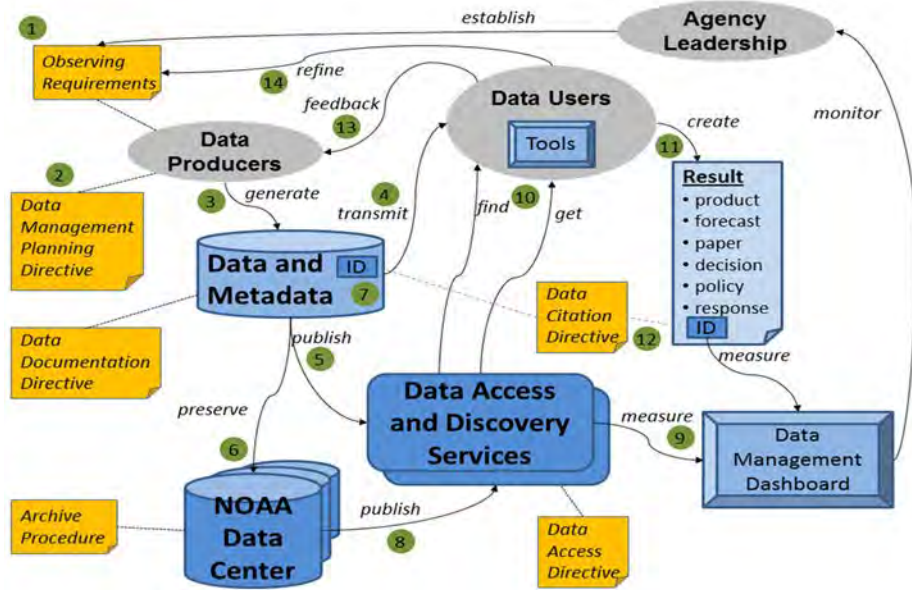 1
establish
Agency
Leadership
Observing
Requirements
14
refine
feedback
13
Data Users
Tools
monitor
create
11
Data
Producers
2
3
generate
4
transmit
find
10
get
Result
• product
• forecast
• paper
• decision
• policy
• response
ID
Data
Management
Planning
Directive
Data and
Metadata
ID
7
Data
Citation
Directive
12
measure
Data
Documentation
Directive
publish
5
preserve
6
Data Access
and Discovery
Services
measure
9
Data
Management
Dashboard
Archive
Procedure
NOAA
Data
Center
publish
8
Data
Access
Directive